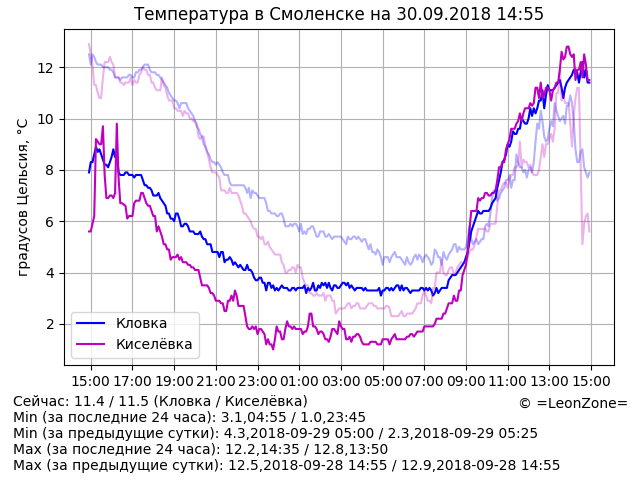 Температура в Смоленске на 30.09.2018 14:55
градусов Цельсия, °C
12
10
8
6
4
2
Кловка
Киселёвка
15:00 17:00 19:00 21:00 23:00 01:00 03:00 05:00 07:00 09:00 11:00 13:00 15:00
Сейчас: 11.4 / 11.5 (Кловка / Киселёвка)
© =LeonZone=
Min (за последние 24 часа): 3.1,04:55 / 1.0,23:45
Min (за предыдущие сутки): 4.3,2018-09-29 05:00 / 2.3,2018-09-29 05:25
Max (за последние 24 часа): 12.2,14:35 / 12.8,13:50
Max (за предыдущие сутки): 12.5,2018-09-28 14:55 / 12.9,2018-09-28 14:55